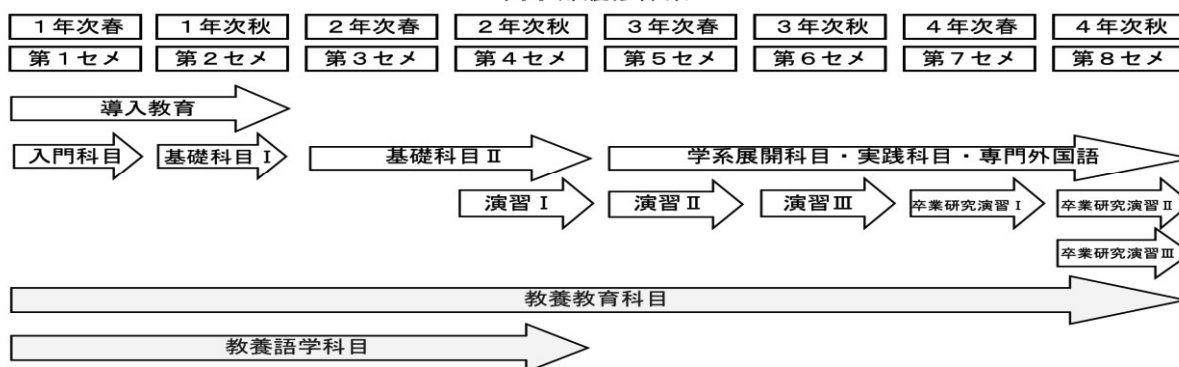 1年次春 1年次秋 2年次春 2年次秋 3年次春 3年次秋 4年次春 4年次秋
第1セメ 第2セメ 第3セメ 第4セメ 第5セメ 第6セメ 第7セメ 第8セメ
導入教育
入門科目 基礎科目Ⅰ 基礎科目Ⅱ 学系展開科目・実践科目・専門外国語
演習Ⅰ 演習Ⅱ 演習Ⅲ 卒業研究演習Ⅰ 卒業研究演習Ⅱ
卒業研究演習Ⅲ
教養教育科目
教養語学科目